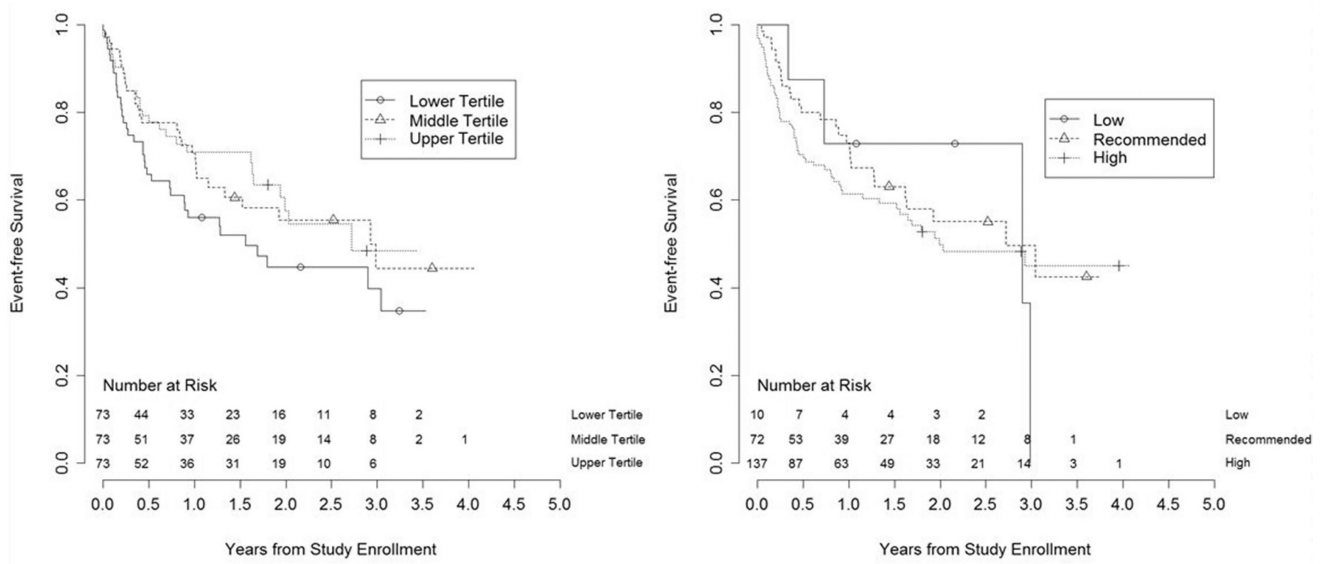 Event-free Survival
1.0
0.8
0.6
0.4
0.2
0.0
Lower Tertile
Middle Tertile
Upper Tertile
Number at Risk
73 44 33 23 16 11 8 2 Lower Tertile
73 51 37 26 19 14 8 2 1 Middle Tertile
73 52 36 31 19 10 6 Upper Tertile
0.0 0.5 1.0 1.5 2.0 2.5 3.0 3.5 4.0 4.5 5.0
Years from Study Enrollment
Event-free Survival
1.0
0.8
0.6
0.4
0.2
0.0
Low
Recommended
High
Number at Risk
10 7 4 4 3 2 Low
72 53 39 27 18 12 8 1 Recommended
137 87 63 49 33 21 14 3 1 High
0.0 0.5 1.0 1.5 2.0 2.5 3.0 3.5 4.0 4.5 5.0
Years from Study Enrollment